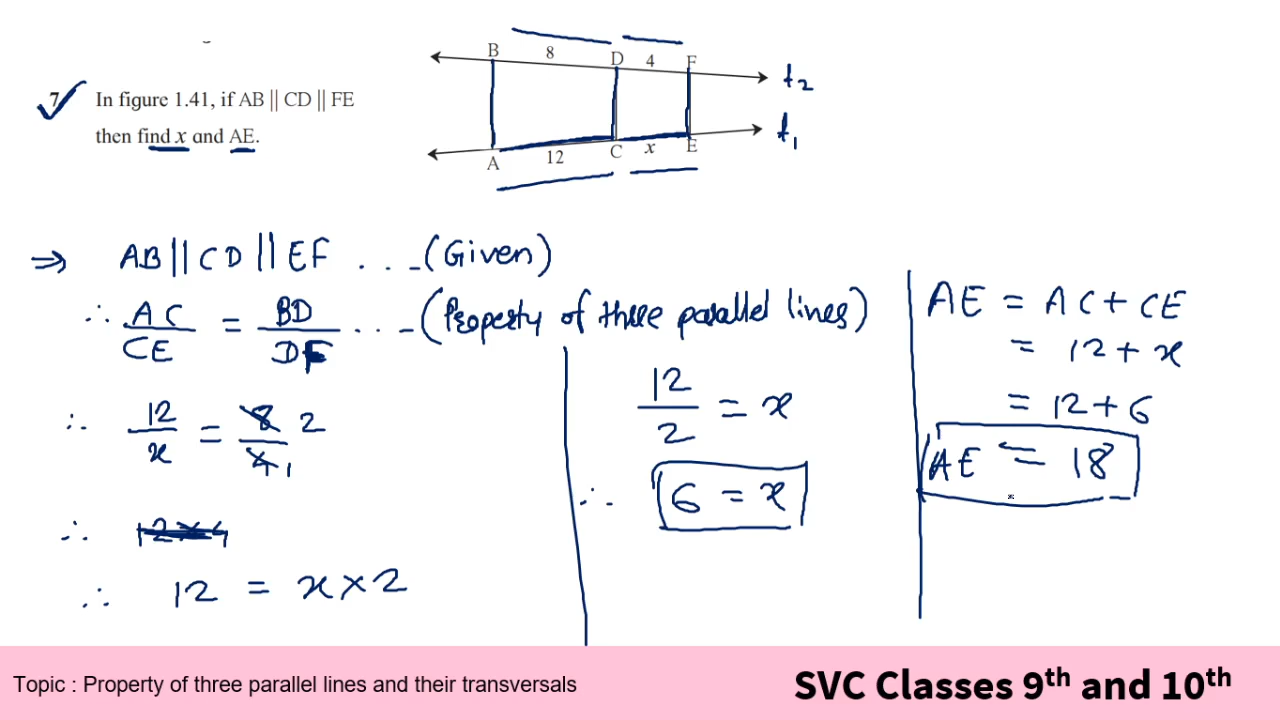 7. In figure 1.41, if AB || CD || FE
then find x and AE.
B 8 D 4 F t₂
A 12 C x E t₁
⇒ AB || CD || EF ... (Given)
∴ AC/CE = BD/DF ... (Property of three parallel lines)
∴ 12/x = 8/4 2/1
∴ 12×4
∴ 12 = x × 2
12/2 = x
∴ 6 = x
AE = AC + CE
= 12 + x
= 12 + 6
AE = 18
Topic : Property of three parallel lines and their transversals
SVC Classes 9th and 10th